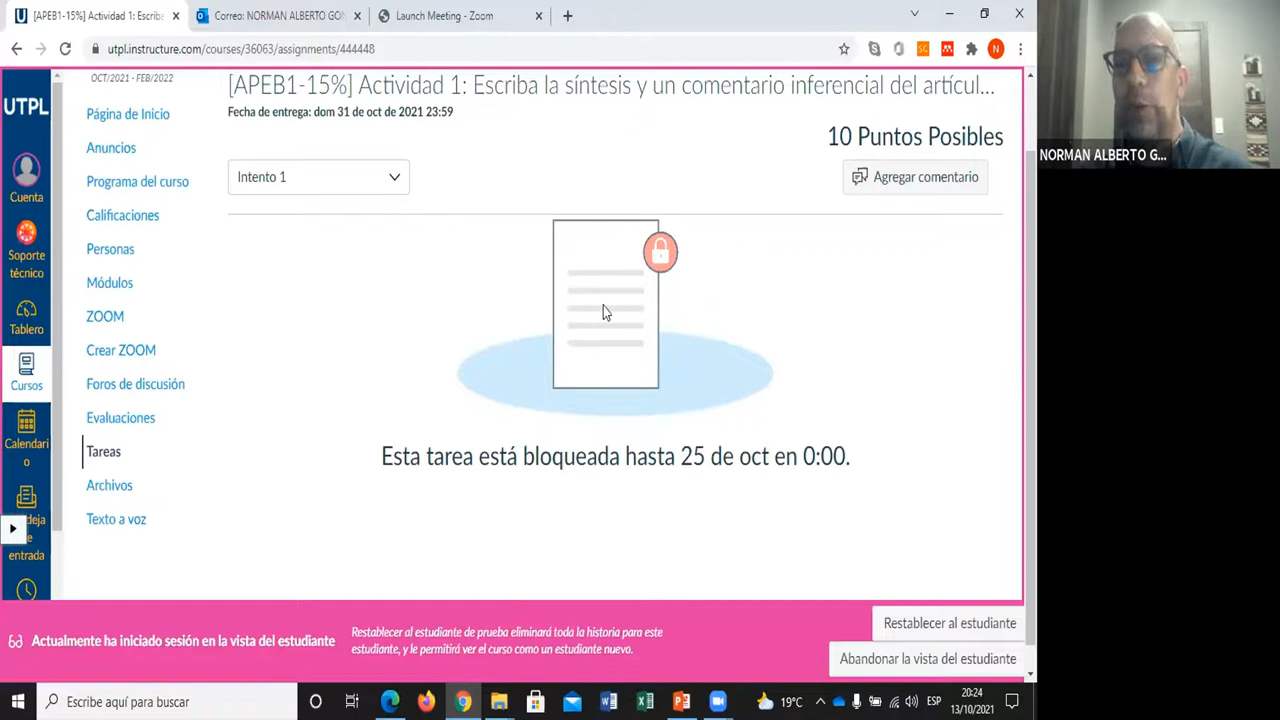 [APEB1-15%] Actividad 1: Escriba
Correo: NORMAN ALBERTO GON
Launch Meeting - Zoom
utpl.instructure.com/courses/36063/assignments/444448
N
UTPL
Cuenta
Soporte
técnico
Tablero
Cursos
Calendari
o
deja
e
entrada
OCT/2021 - FEB/2022
Página de Inicio
Anuncios
Programa del curso
Calificaciones
Personas
Módulos
ZOOM
Crear ZOOM
Foros de discusión
Evaluaciones
Tareas
Archivos
Texto a voz
[APEB1-15%] Actividad 1: Escriba la síntesis y un comentario inferencial del artícul...
Fecha de entrega: dom 31 de oct de 2021 23:59
10 Puntos Posibles
Intento 1
Agregar comentario
Esta tarea está bloqueada hasta 25 de oct en 0:00.
Actualmente ha iniciado sesión en la vista del estudiante
Restablecer al estudiante de prueba eliminará toda la historia para este
estudiante, y le permitirá ver el curso como un estudiante nuevo.
Restablecer al estudiante
Abandonar la vista del estudiante
NORMAN ALBERTO G...
Escribe aquí para buscar
19°C
ESP
20:24
13/10/2021